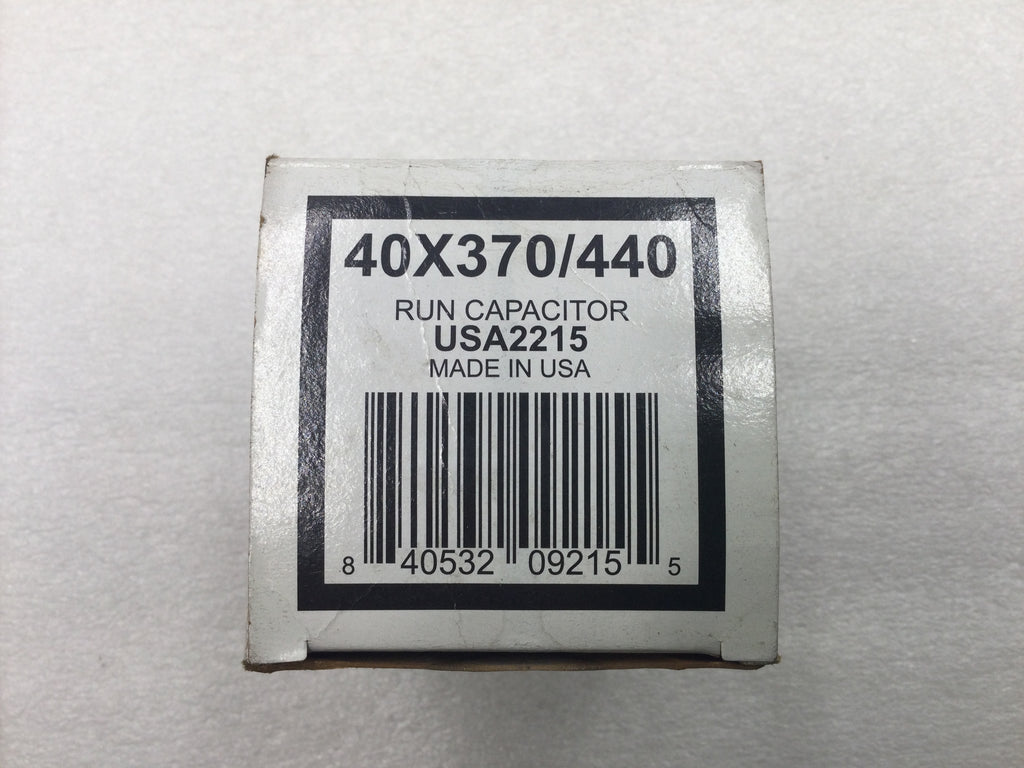 40X370/440
RUN CAPACITOR
USA2215
MADE IN USA
8 40532 09215 5